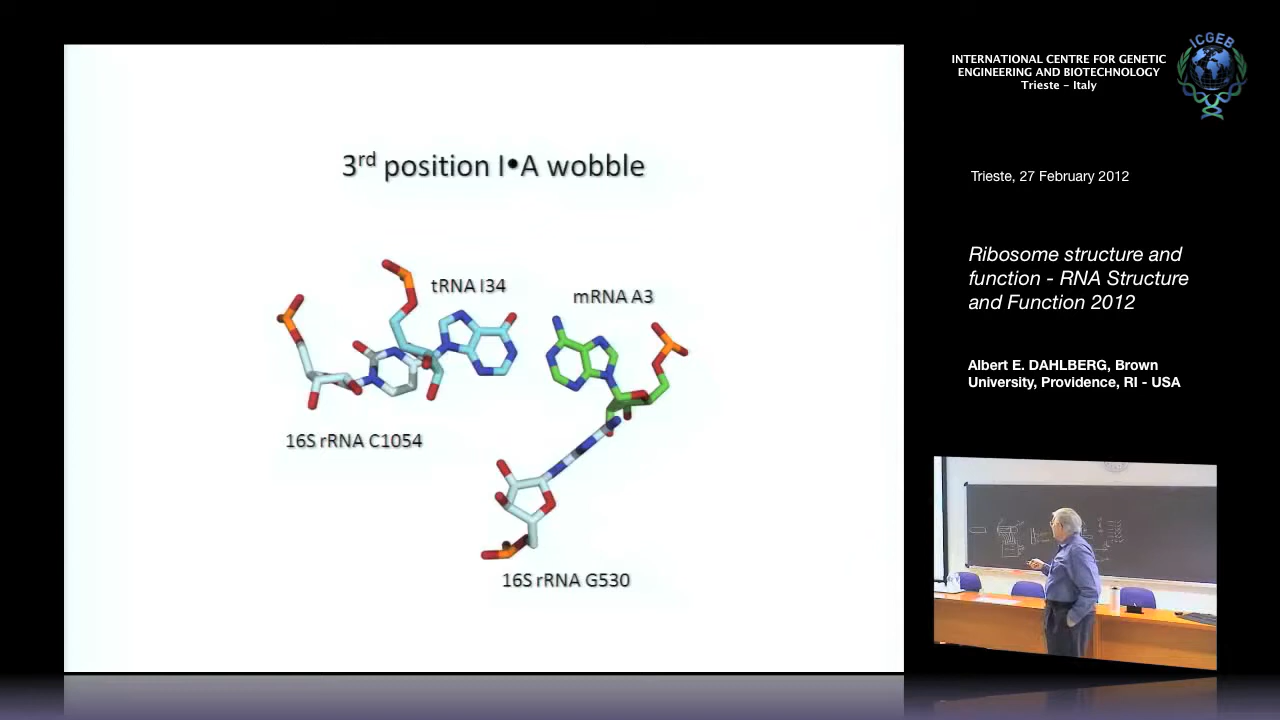 3rd position I•A wobble
tRNA I34
mRNA A3
16S rRNA C1054
16S rRNA G530
ICGEB
INTERNATIONAL CENTRE FOR GENETIC
ENGINEERING AND BIOTECHNOLOGY
Trieste – Italy
Trieste, 27 February 2012
Ribosome structure and
function - RNA Structure
and Function 2012
Albert E. DAHLBERG, Brown
University, Providence, RI - USA